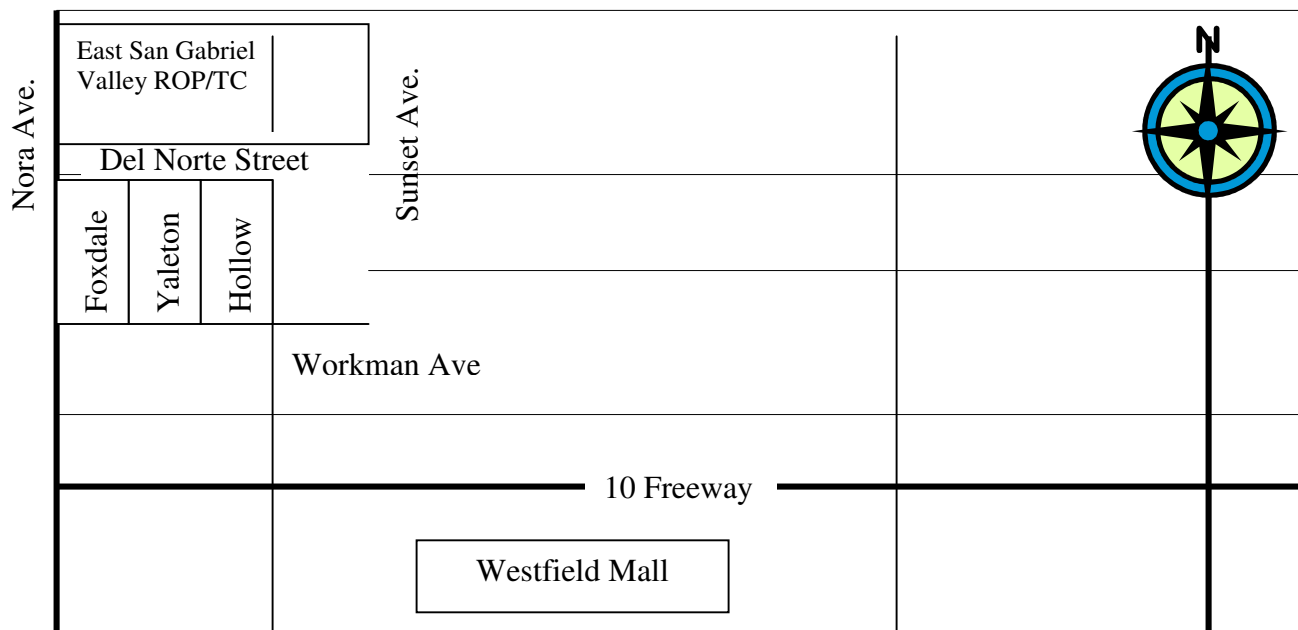 N
East San Gabriel
Valley ROP/TC
Nora Ave.
Sunset Ave.
Del Norte Street
Foxdale
Yaleton
Hollow
Workman Ave
10 Freeway
Westfield Mall